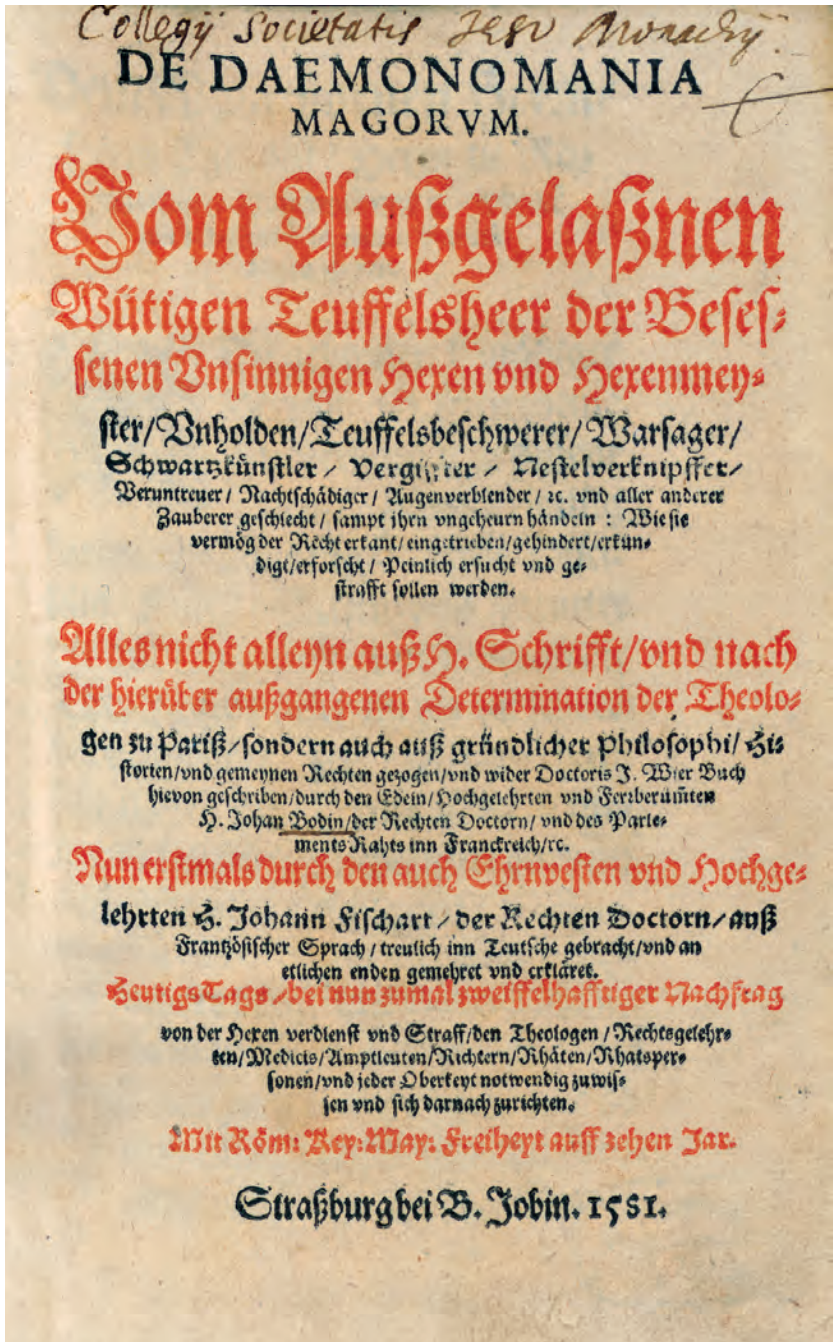 Collegij Societatis Jesv Monachij
DE DAEMONOMANIA
MAGORVM.
Vom Außgelaßnen
Wütigen Teuffelsheer der Beses⸗
senen Vnsinnigen Hexen vnd Hexenmey⸗
ster/Vnholden/Teuffelsbeschwerer/Warsager/
Schwartzkünstler / Vergiffter / Nestelverknipffer/
Veruntreuer / Nachtschädiger / Augenverblender / ꝛc. vnd aller anderer
Zauberer geschlecht / sampt ihrn vngeheurn händeln : Wie sie
vermög der Recht erkant/eingetrieben/gehindert/erkun⸗
digt/erforscht / Peinlich ersucht vnd ge⸗
strafft sollen werden.
Alles nicht alleyn auß H. Schrifft/vnd nach
der hierüber außgangenen Determination der Theolo⸗
gen zu Pariß/sondern auch auß gründlicher Philosophi/ Hi⸗
storien/vnd gemeynen Rechten gezogen/vnd wider Doctoris J. Wier Buch
hievon geschriben/durch den Edeln/Hochgelehrten vnd Fertberümten
H. Johan Bodin/der Rechten Doctorn/ vnd des Parle⸗
ments Rahts inn Franckreich/ꝛc.
Nun erstmals durch den auch Ehrnvesten vnd Hochge⸗
lehrten H. Johann Fischart / der Rechten Doctorn/ auß
Frantzösischer Sprach / treulich inn Teutsche gebracht/vnd an
etlichen enden gemehret vnd erkläret.
Heutigs Tags / bei nun zumal zweiffelhafftiger Nachfrag
von der Hexen verdienst vnd Straff/den Theologen / Rechtsgelehr⸗
ten/Medicis/Amptleuten/Richtern/Rhäten/Rhatsper⸗
sonen/vnd jeder Oberkeyt notwendig zuwis⸗
sen vnd sich darnach zurichten.
Mit Röm: Key: May: Freiheyt auff zehen Jar.
Straßburg bei B. Jobin. 1581.